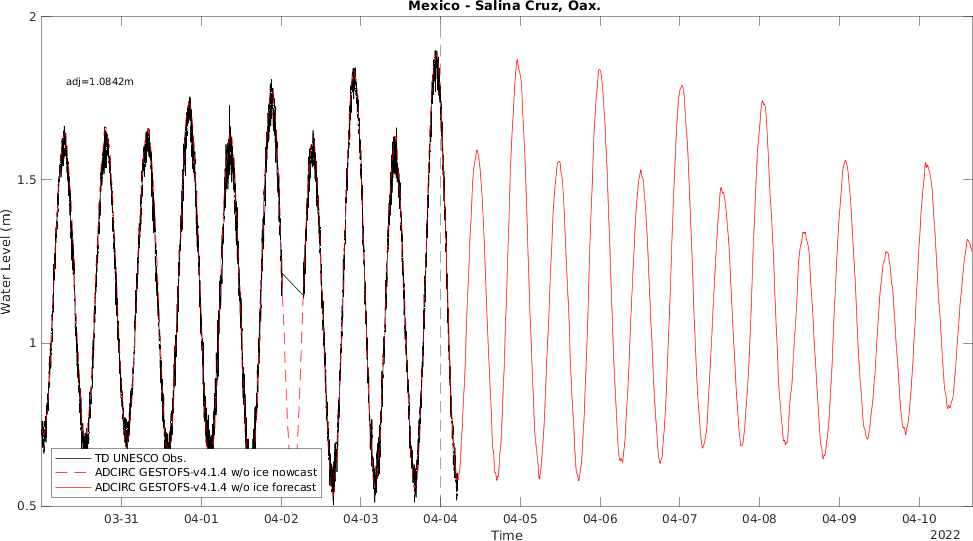 Mexico - Salina Cruz, Oax.
2
adj=1.0842m
1.5
Water Level (m)
1
TD UNESCO Obs.
ADCIRC GESTOFS-v4.1.4 w/o ice nowcast
ADCIRC GESTOFS-v4.1.4 w/o ice forecast
0.5
03-31 04-01 04-02 04-03 04-04 04-05 04-06 04-07 04-08 04-09 04-10
Time
2022